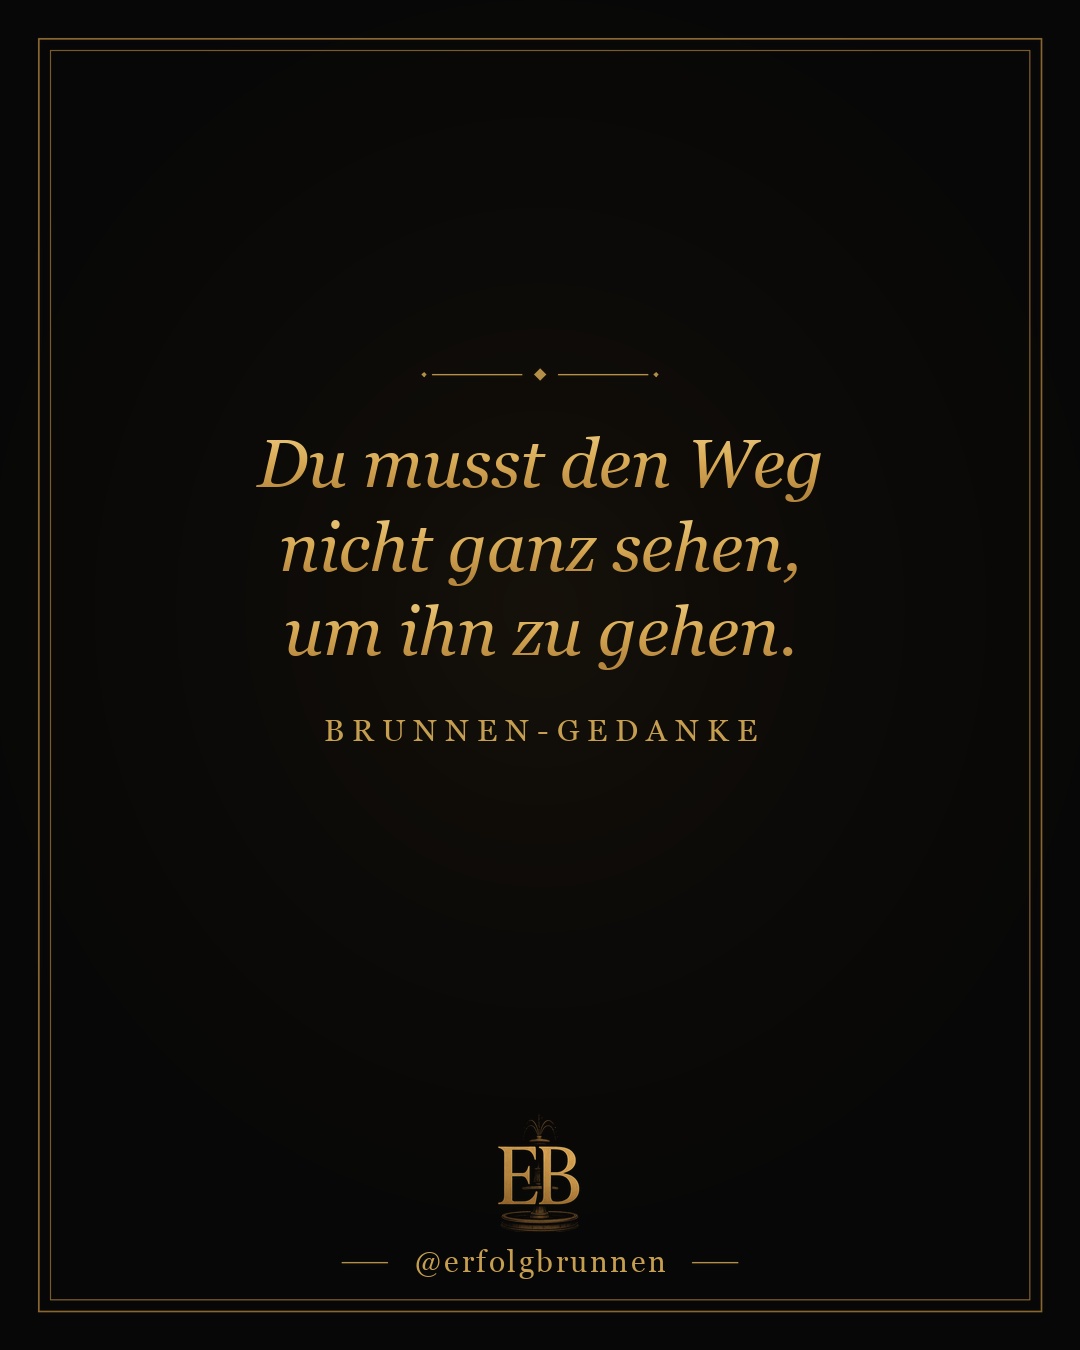 Du musst den Weg
nicht ganz sehen,
um ihn zu gehen.
BRUNNEN-GEDANKE
EB
@erfolgbrunnen